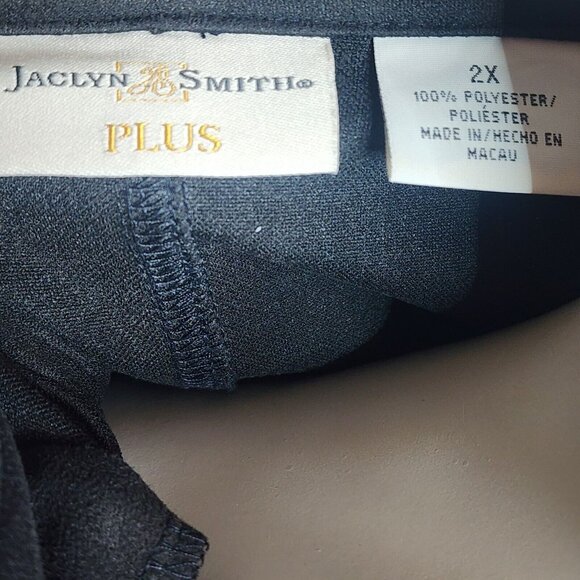 JACLYN SMITH®
PLUS
2X
100% POLYESTER/
POLIÉSTER
MADE IN/HECHO EN
MACAU